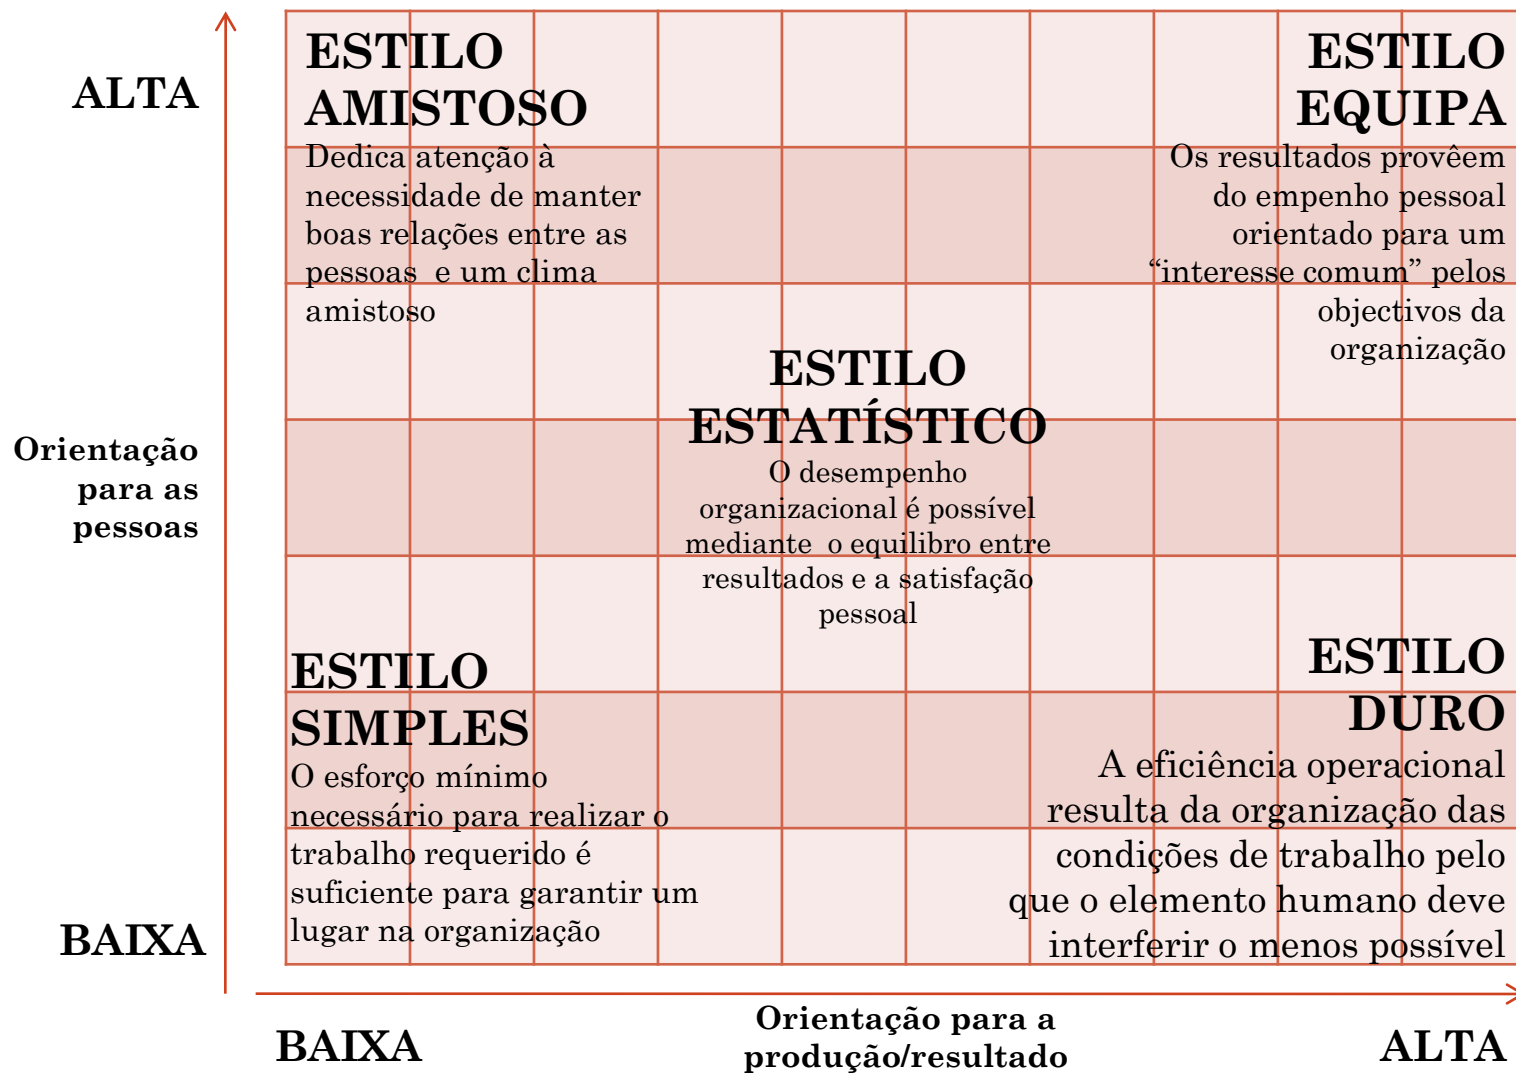 ALTA
ESTILO
AMISTOSO
Dedica atenção à
necessidade de manter
boas relações entre as
pessoas e um clima
amistoso
ESTILO
EQUIPA
Os resultados provêem
do empenho pessoal
orientado para um
“interesse comum” pelos
objectivos da
organização
Orientação
para as
pessoas
ESTILO
ESTATÍSTICO
O desempenho
organizacional é possível
mediante o equilibro entre
resultados e a satisfação
pessoal
ESTILO
SIMPLES
O esforço mínimo
necessário para realizar o
trabalho requerido é
suficiente para garantir um
lugar na organização
ESTILO
DURO
A eficiência operacional
resulta da organização das
condições de trabalho pelo
que o elemento humano deve
interferir o menos possível
BAIXA
BAIXA
Orientação para a
produção/resultado
ALTA